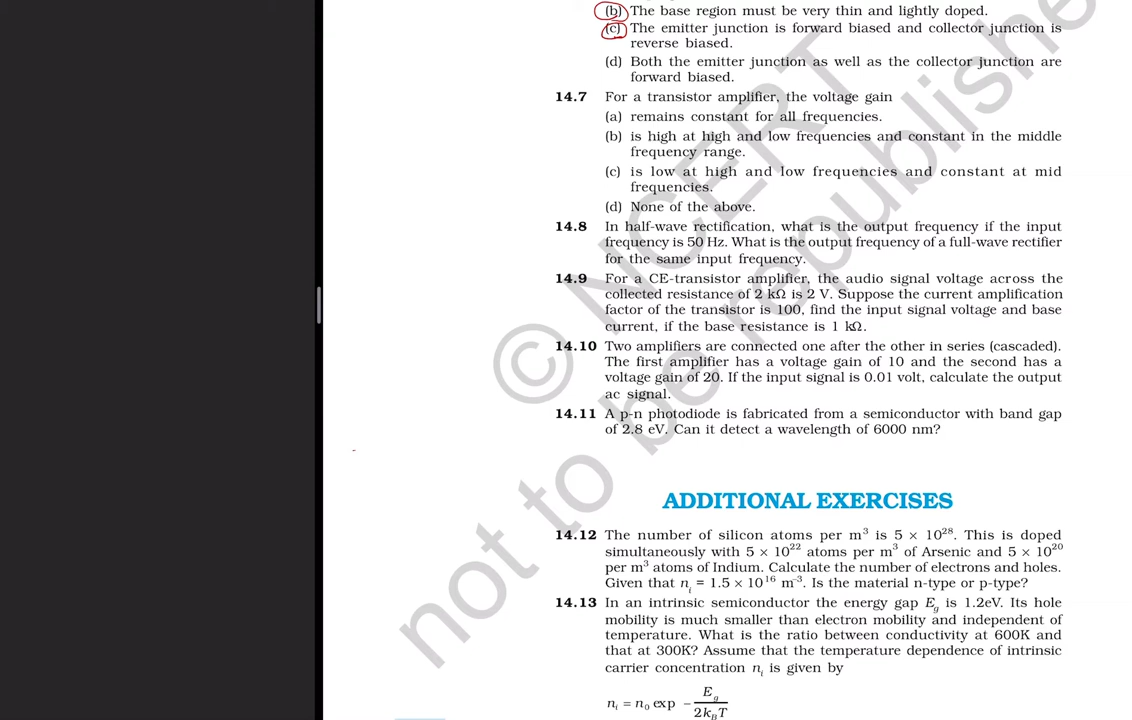 (b) The base region must be very thin and lightly doped.
(c) The emitter junction is forward biased and collector junction is
reverse biased.
(d) Both the emitter junction as well as the collector junction are
forward biased.
14.7 For a transistor amplifier, the voltage gain
(a) remains constant for all frequencies.
(b) is high at high and low frequencies and constant in the middle
frequency range.
(c) is low at high and low frequencies and constant at mid
frequencies.
(d) None of the above.
14.8 In half-wave rectification, what is the output frequency if the input
frequency is 50 Hz. What is the output frequency of a full-wave rectifier
for the same input frequency.
14.9 For a CE-transistor amplifier, the audio signal voltage across the
collected resistance of 2 kΩ is 2 V. Suppose the current amplification
factor of the transistor is 100, find the input signal voltage and base
current, if the base resistance is 1 kΩ.
14.10 Two amplifiers are connected one after the other in series (cascaded).
The first amplifier has a voltage gain of 10 and the second has a
voltage gain of 20. If the input signal is 0.01 volt, calculate the output
ac signal.
14.11 A p-n photodiode is fabricated from a semiconductor with band gap
of 2.8 eV. Can it detect a wavelength of 6000 nm?
ADDITIONAL EXERCISES
14.12 The number of silicon atoms per m³ is 5 × 10²⁸. This is doped
simultaneously with 5 × 10²² atoms per m³ of Arsenic and 5 × 10²⁰
per m³ atoms of Indium. Calculate the number of electrons and holes.
Given that nᵢ = 1.5 × 10¹⁶ m⁻³. Is the material n-type or p-type?
14.13 In an intrinsic semiconductor the energy gap E_g is 1.2eV. Its hole
mobility is much smaller than electron mobility and independent of
temperature. What is the ratio between conductivity at 600K and
that at 300K? Assume that the temperature dependence of intrinsic
carrier concentration nᵢ is given by
nᵢ = n₀ exp − E_g / 2k_BT
© NCERT
not to be republishe